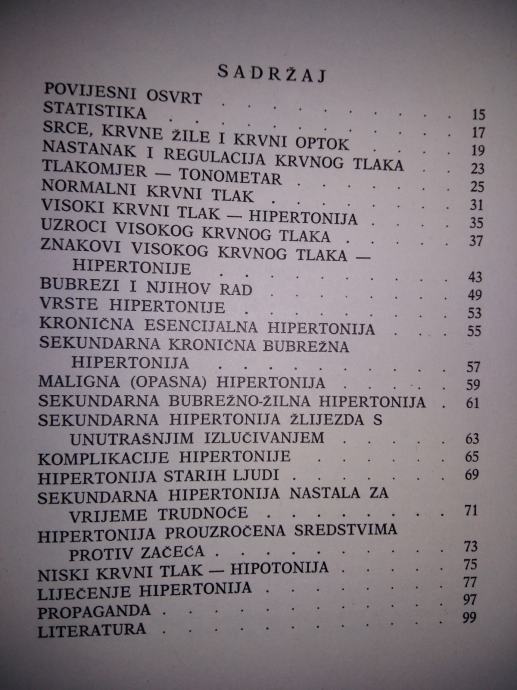 SADRŽAJ
POVIJESNI OSVRT . . . . . . . . . 15
STATISTIKA . . . . . . . . . . 17
SRCE, KRVNE ŽILE I KRVNI OPTOK . . . . 19
NASTANAK I REGULACIJA KRVNOG TLAKA . . 23
TLAKOMJER — TONOMETAR . . . . . . 25
NORMALNI KRVNI TLAK . . . . . . . 31
VISOKI KRVNI TLAK — HIPERTONIJA . . . . 35
UZROCI VISOKOG KRVNOG TLAKA . . . . . 37
ZNAKOVI VISOKOG KRVNOG TLAKA —
HIPERTONIJE . . . . . . . . 43
BUBREZI I NJIHOV RAD . . . . . . . 49
VRSTE HIPERTONIJE . . . . . . . . 53
KRONIČNA ESENCIJALNA HIPERTONIJA . . . 55
SEKUNDARNA KRONIČNA BUBREŽNA
HIPERTONIJA . . . . . . . . 57
MALIGNA (OPASNA) HIPERTONIJA . . . . . 59
SEKUNDARNA BUBREŽNO-ŽILNA HIPERTONIJA . 61
SEKUNDARNA HIPERTONIJA ŽLIJEZDA S
UNUTRAŠNJIM IZLUČIVANJEM . . . . 63
KOMPLIKACIJE HIPERTONIJE . . . . . . 65
HIPERTONIJA STARIH LJUDI . . . . . . 69
SEKUNDARNA HIPERTONIJA NASTALA ZA
VRIJEME TRUDNOĆE . . . . . . 71
HIPERTONIJA PROUZROČENA SREDSTVIMA
PROTIV ZAČEĆA . . . . . . . . 73
NISKI KRVNI TLAK — HIPOTONIJA . . . . . 75
LIJEČENJE HIPERTONIJA . . . . . . . 77
PROPAGANDA . . . . . . . . . . 97
LITERATURA . . . . . . . . . . 99